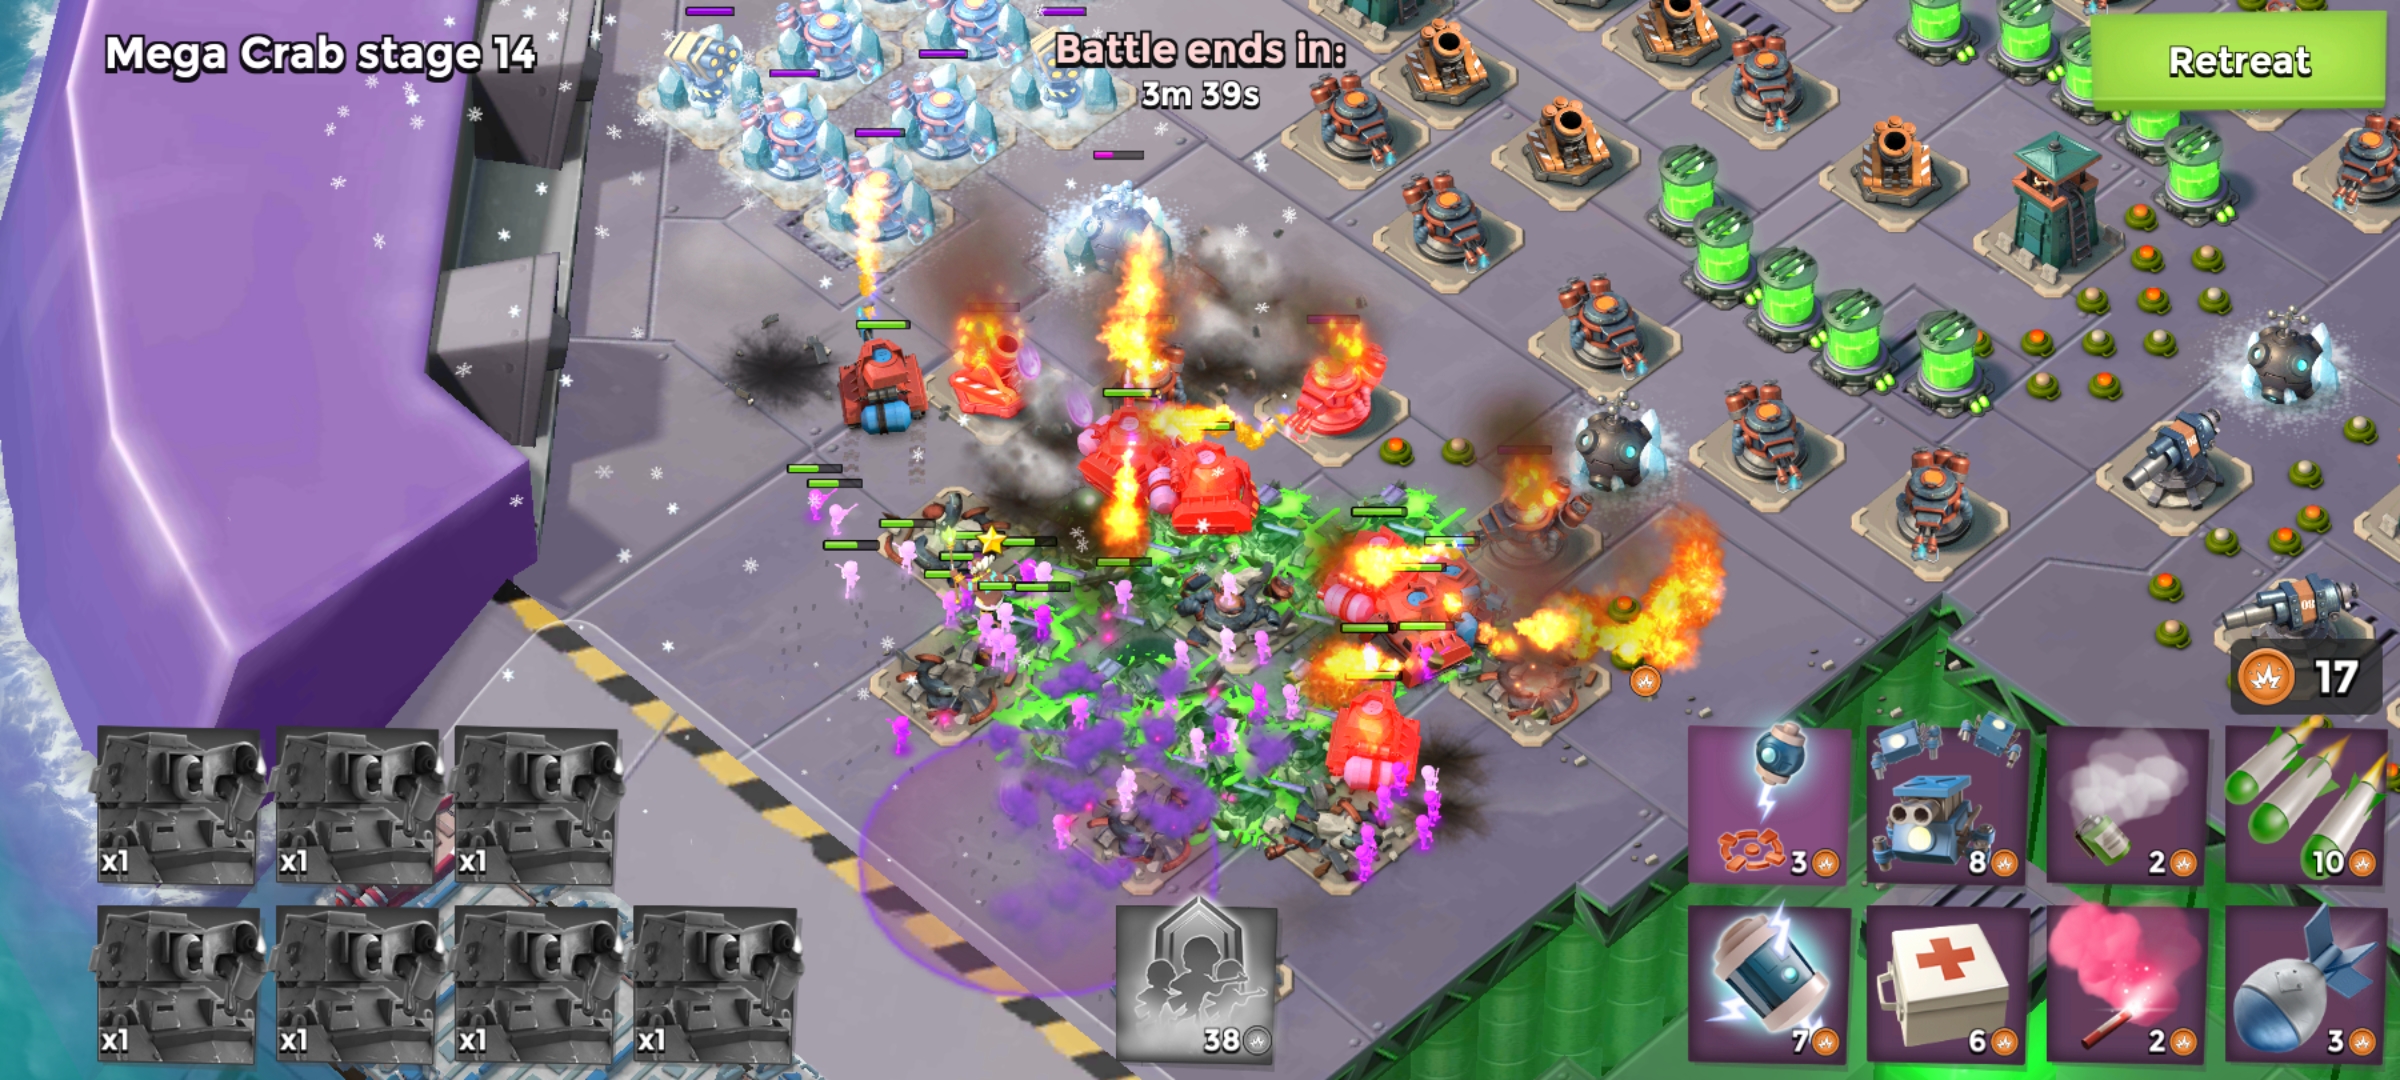 Mega Crab stage 14
Battle ends in:
3m 39s
Retreat
17
x1
x1
x1
3
8
2
10
x1
x1
x1
x1
38
7
6
2
3